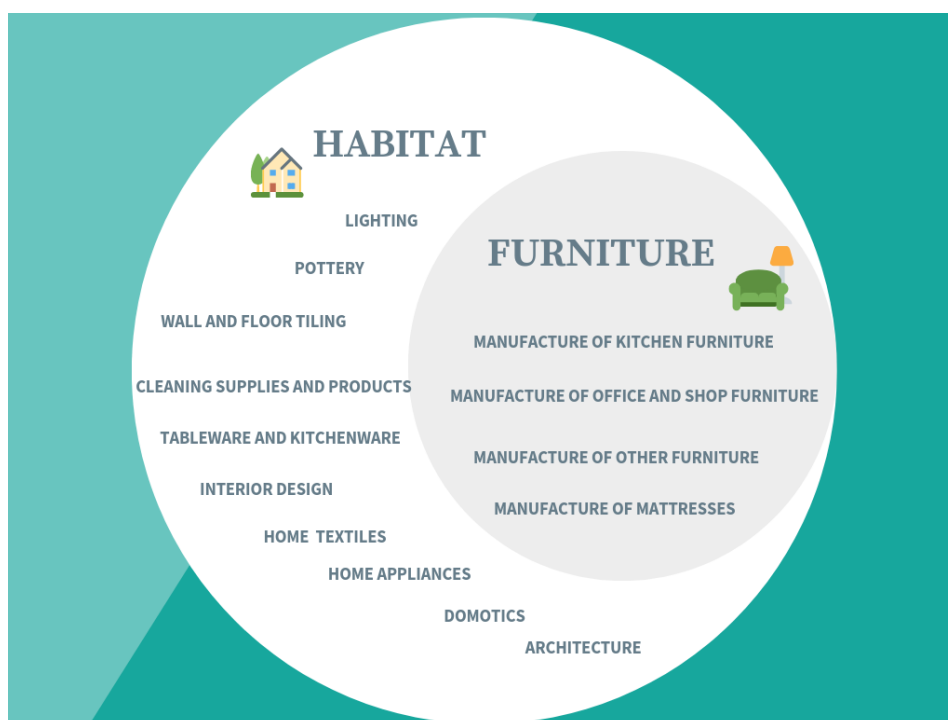 HABITAT
LIGHTING
POTTERY
WALL AND FLOOR TILING
CLEANING SUPPLIES AND PRODUCTS
TABLEWARE AND KITCHENWARE
INTERIOR DESIGN
HOME TEXTILES
HOME APPLIANCES
DOMOTICS
ARCHITECTURE
FURNITURE
MANUFACTURE OF KITCHEN FURNITURE
MANUFACTURE OF OFFICE AND SHOP FURNITURE
MANUFACTURE OF OTHER FURNITURE
MANUFACTURE OF MATTRESSES